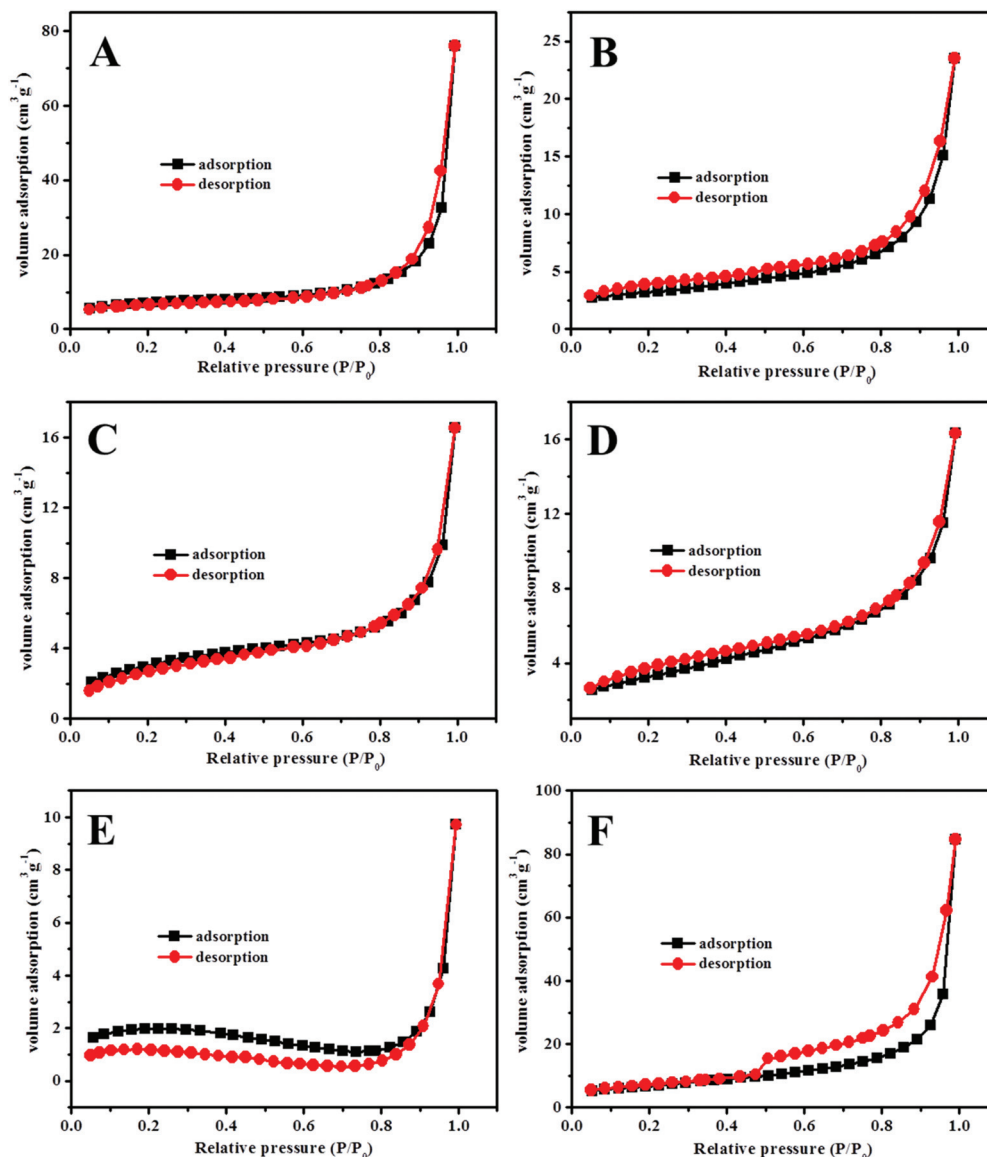 A
volume adsorption (cm³g⁻¹)
80
60
40
20
0
adsorption
desorption
0.0 0.2 0.4 0.6 0.8 1.0
Relative pressure (P/P₀)
B
volume adsorption (cm³g⁻¹)
25
20
15
10
5
0
adsorption
desorption
0.0 0.2 0.4 0.6 0.8 1.0
Relative pressure (P/P₀)
C
volume adsorption (cm³g⁻¹)
16
12
8
4
0
adsorption
desorption
0.0 0.2 0.4 0.6 0.8 1.0
Relative pressure (P/P₀)
D
volume adsorption (cm³g⁻¹)
16
12
8
4
adsorption
desorption
0.0 0.2 0.4 0.6 0.8 1.0
Relative pressure (P/P₀)
E
volume adsorption (cm³g⁻¹)
10
8
6
4
2
0
adsorption
desorption
0.0 0.2 0.4 0.6 0.8 1.0
Relative pressure (P/P₀)
F
volume adsorption (cm³g⁻¹)
100
80
60
40
20
0
adsorption
desorption
0.0 0.2 0.4 0.6 0.8 1.0
Relative pressure (P/P₀)